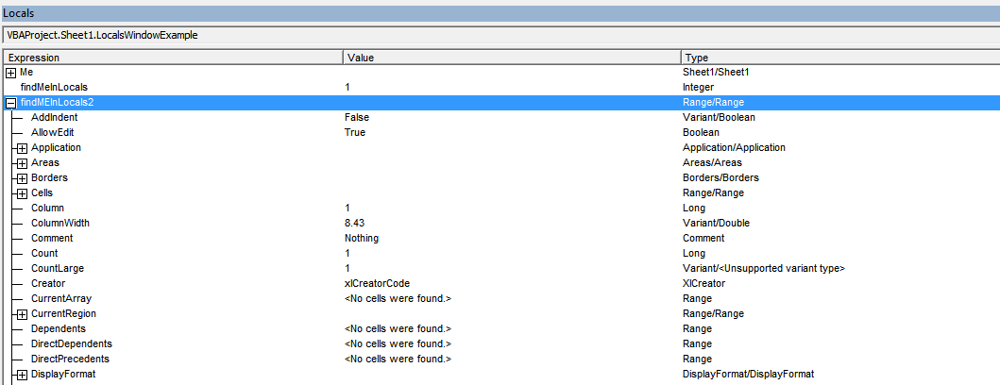 Locals
VBAProject.Sheet1.LocalsWindowExample
Expression Value Type
Me Sheet1/Sheet1
findMeInLocals 1 Integer
findMEInLocals2 Range/Range
AddIndent False Variant/Boolean
AllowEdit True Boolean
Application Application/Application
Areas Areas/Areas
Borders Borders/Borders
Cells Range/Range
Column 1 Long
ColumnWidth 8.43 Variant/Double
Comment Nothing Comment
Count 1 Long
CountLarge 1 Variant/<Unsupported variant type>
Creator xlCreatorCode XlCreator
CurrentArray <No cells were found.> Range
CurrentRegion Range/Range
Dependents <No cells were found.> Range
DirectDependents <No cells were found.> Range
DirectPrecedents <No cells were found.> Range
DisplayFormat DisplayFormat/DisplayFormat